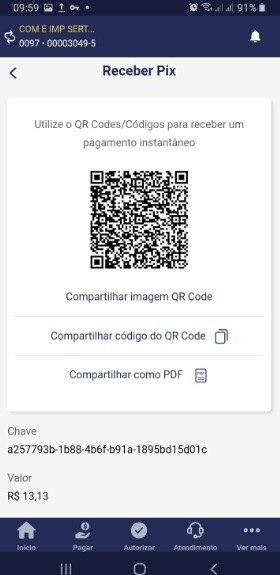 09:59
91%
COM E IMP SERT...
0097 • 00003049-5
Receber Pix
Utilize o QR Codes/Códigos para receber um
pagamento instantâneo
Compartilhar imagem QR Code
Compartilhar código do QR Code
Compartilhar como PDF
Chave
a257793b-1b88-4b6f-b91a-1895bd15d01c
Valor
R$ 13,13
Início Pagar Autorizar Atendimento Ver mais